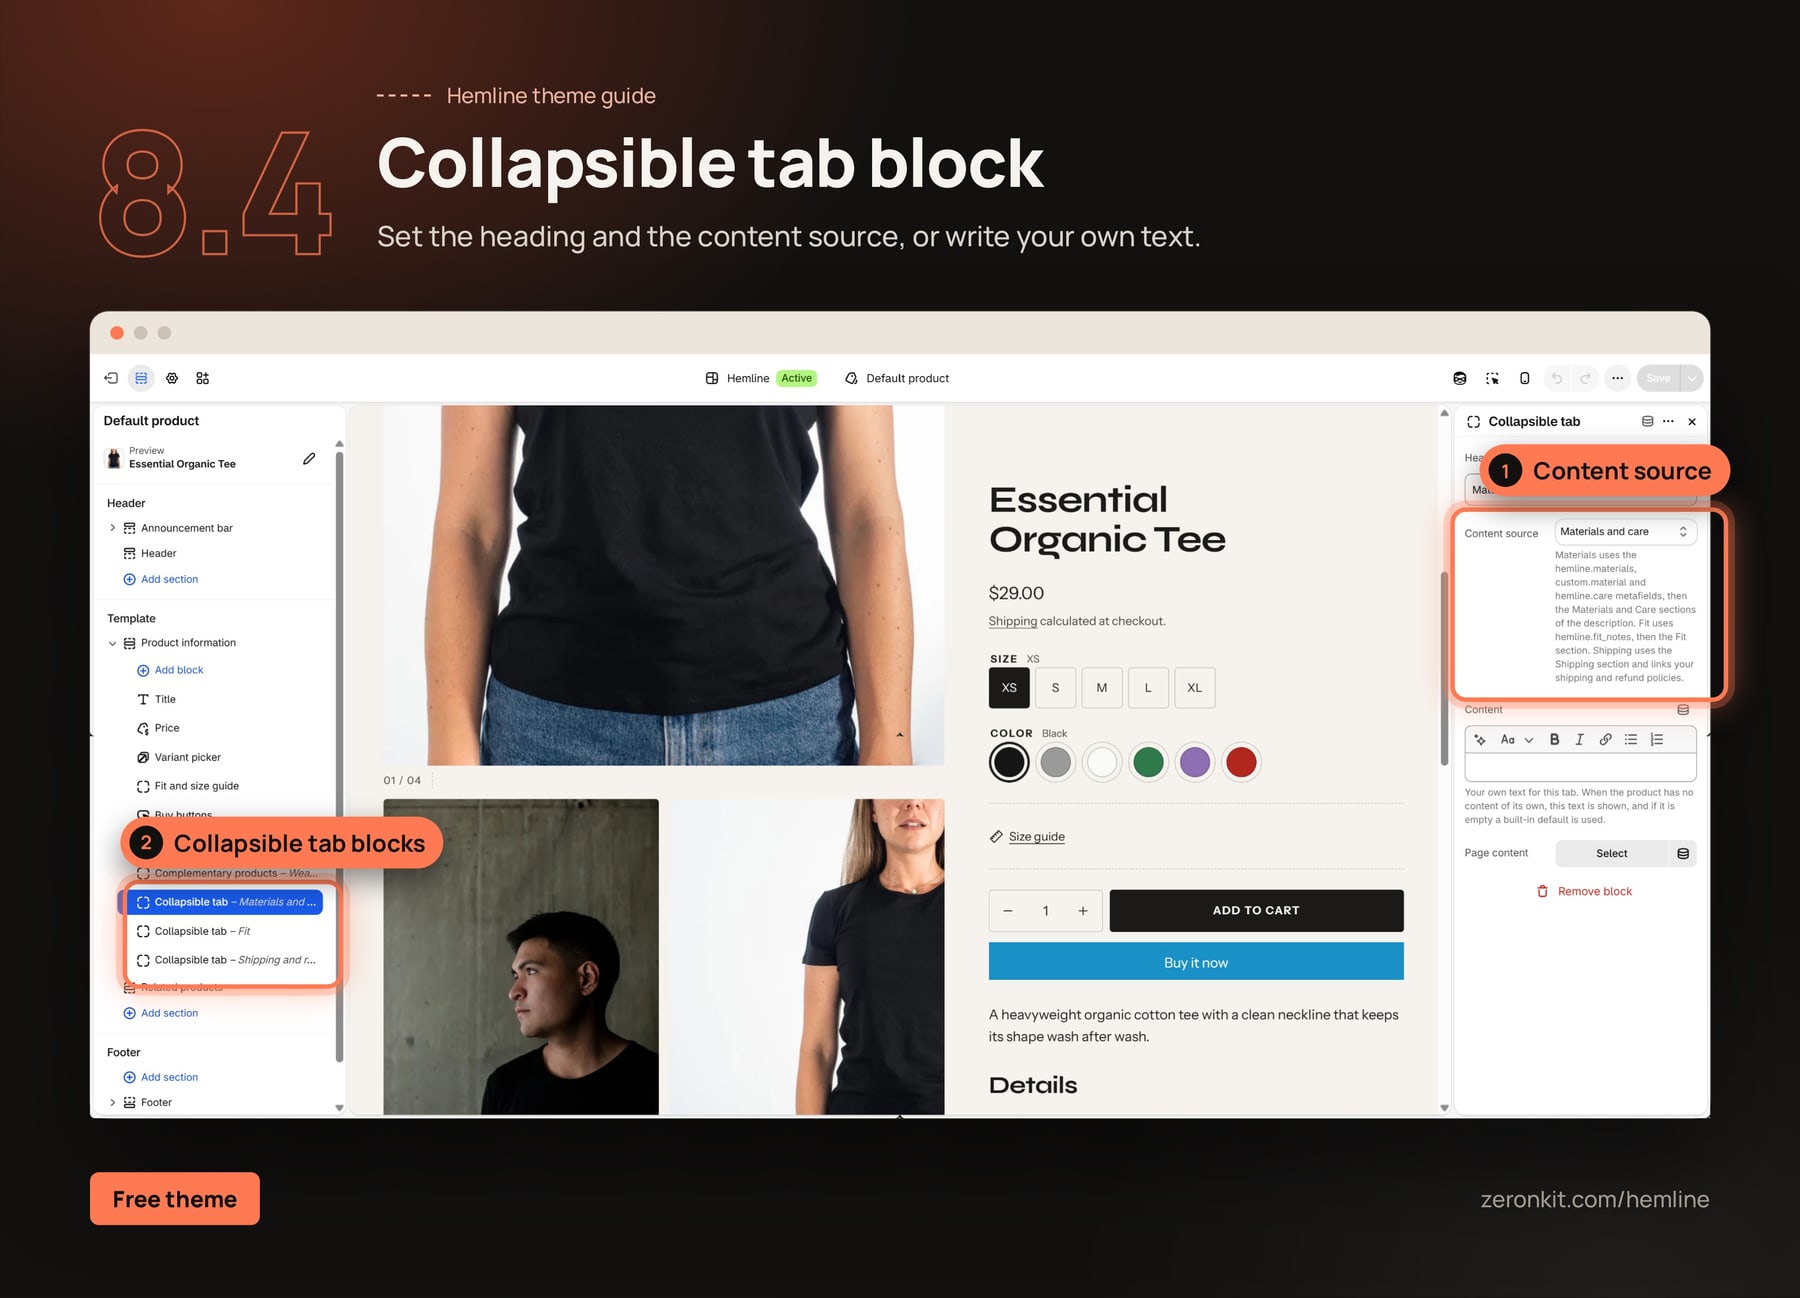 Hemline theme guide
8.4
Collapsible tab block
Set the heading and the content source, or write your own text.
Hemline
Active
Default product
Save
Default product
Preview
Essential Organic Tee
Header
Announcement bar
Header
Add section
Template
Product information
Add block
Title
Price
Variant picker
Fit and size guide
Buy buttons
2 Collapsible tab blocks
Complementary products – Wea...
Collapsible tab – Materials and ...
Collapsible tab – Fit
Collapsible tab – Shipping and r...
Related products
Add section
Footer
Add section
Footer
01 / 04
Essential
Organic Tee
$29.00
Shipping calculated at checkout.
SIZE XS
XS S M L XL
COLOR Black
Size guide
− 1 +
ADD TO CART
Buy it now
A heavyweight organic cotton tee with a clean neckline that keeps
its shape wash after wash.
Details
Collapsible tab
1 Content source
Content source
Materials and care
Materials uses the
hemline.materials,
custom.material and
hemline.care metafields, then
the Materials and Care sections
of the description. Fit uses
hemline.fit_notes, then the Fit
section. Shipping uses the
Shipping section and links your
shipping and refund policies.
Content
Aa B I
Your own text for this tab. When the product has no
content of its own, this text is shown, and if it is
empty a built-in default is used.
Page content
Select
Remove block
Free theme
zeronkit.com/hemline